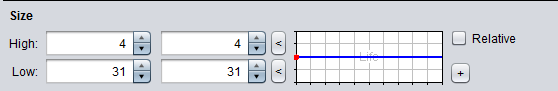 Size
High: 4 4 < Life Relative
Low: 31 31 < +